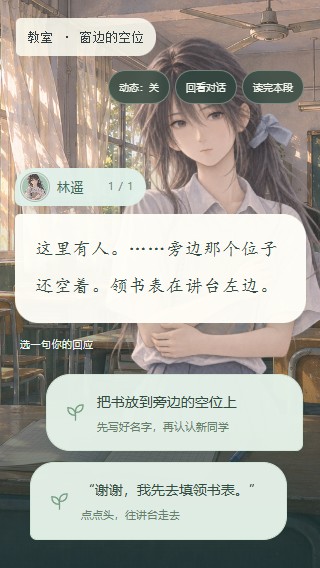 教室 · 窗边的空位
动态：关
回看对话
读完本段
林遥
1 / 1
这里有人。……旁边那个位子
还空着。领书表在讲台左边。
选一句你的回应
把书放到旁边的空位上
先写好名字，再认认新同学
“谢谢，我先去填领书表。”
点点头，往讲台走去